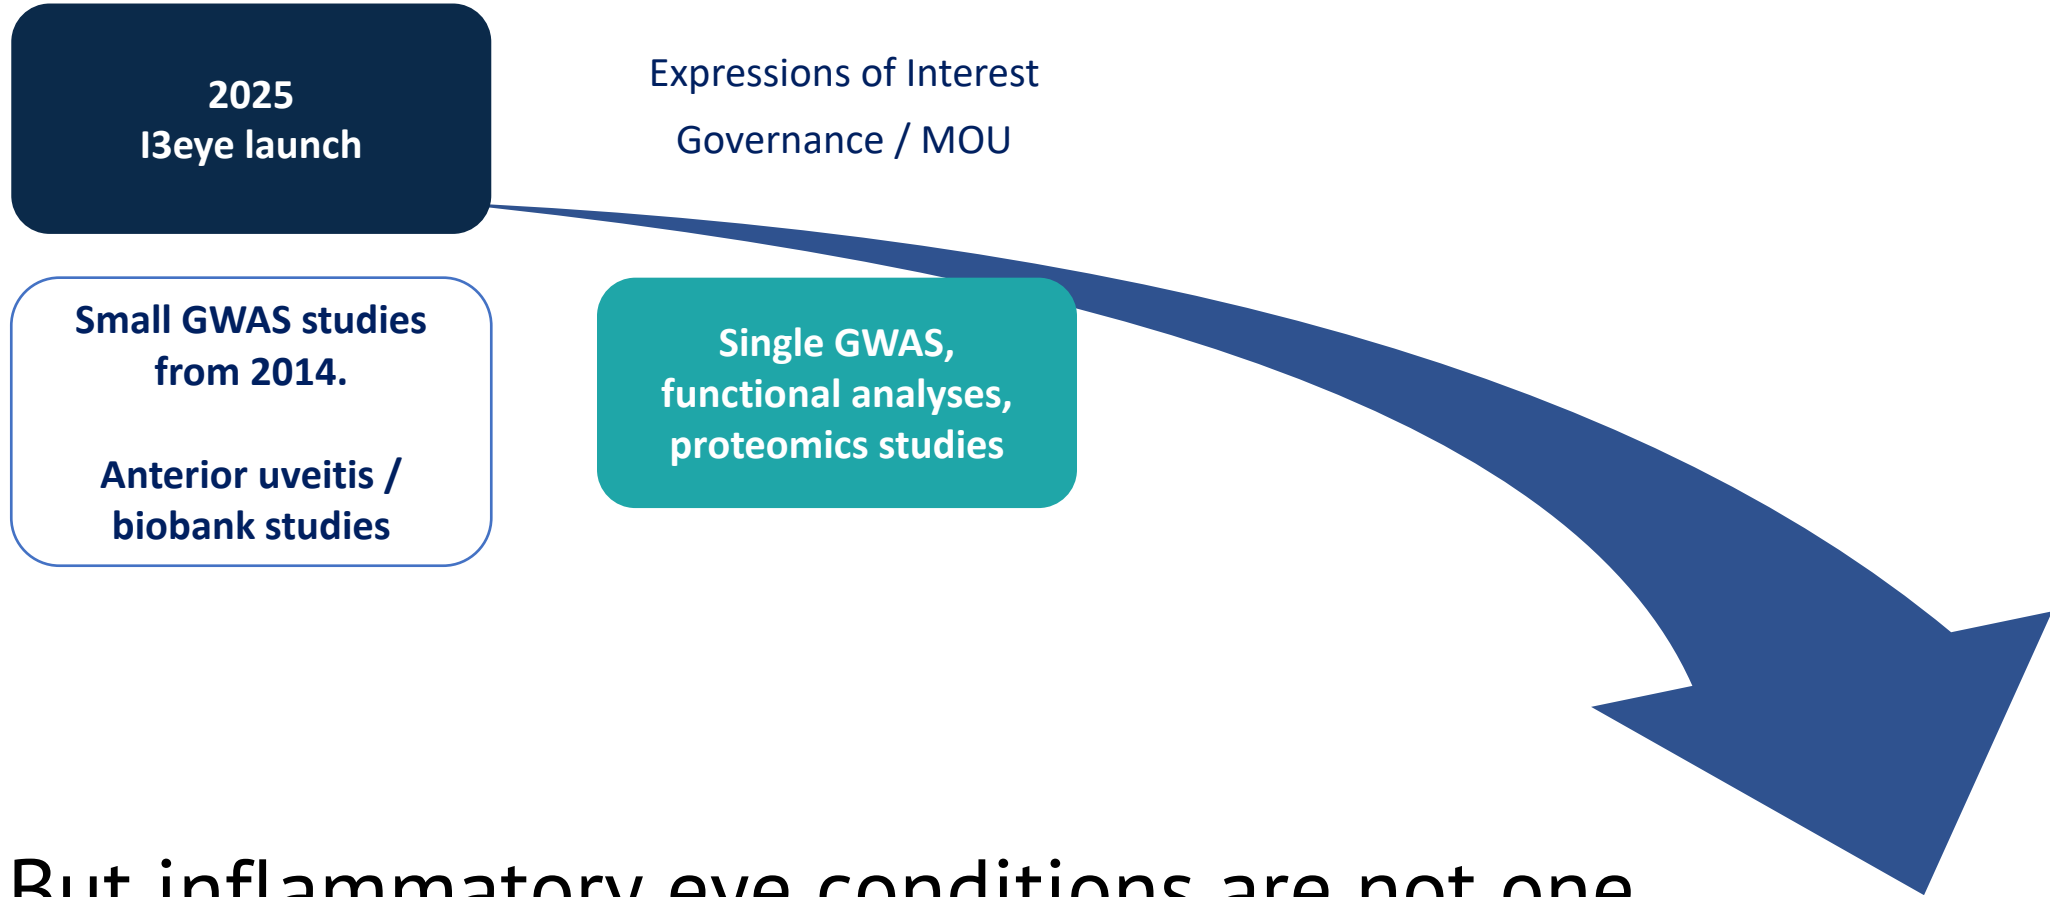 2025
I3eye launch
Expressions of Interest
Governance / MOU
Small GWAS studies
from 2014.
Anterior uveitis /
biobank studies
Single GWAS,
functional analyses,
proteomics studies
But inflammatory eye conditions are not one